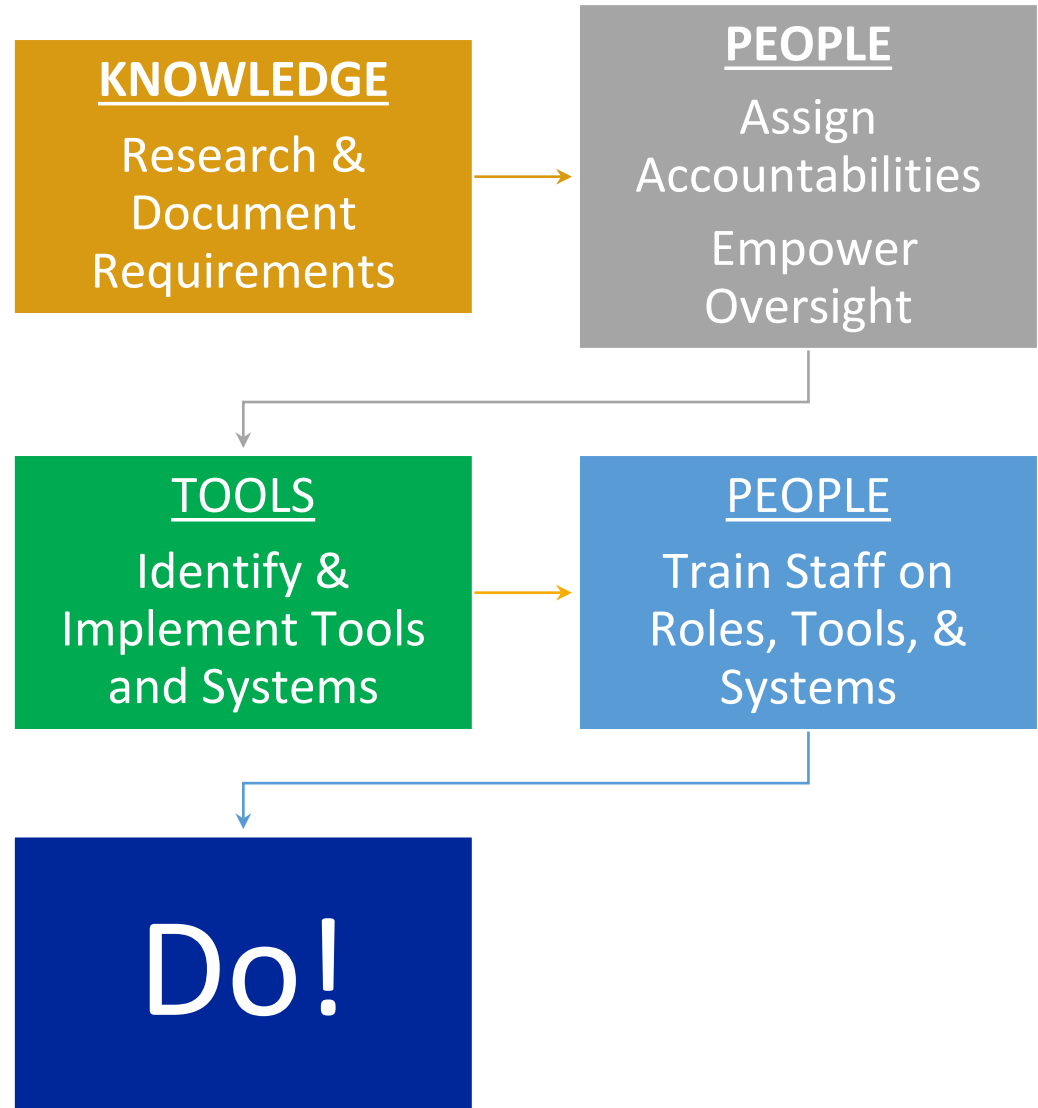 KNOWLEDGE
Research &
Document
Requirements
PEOPLE
Assign
Accountabilities
Empower
Oversight
TOOLS
Identify &
Implement Tools
and Systems
PEOPLE
Train Staff on
Roles, Tools, &
Systems
Do!